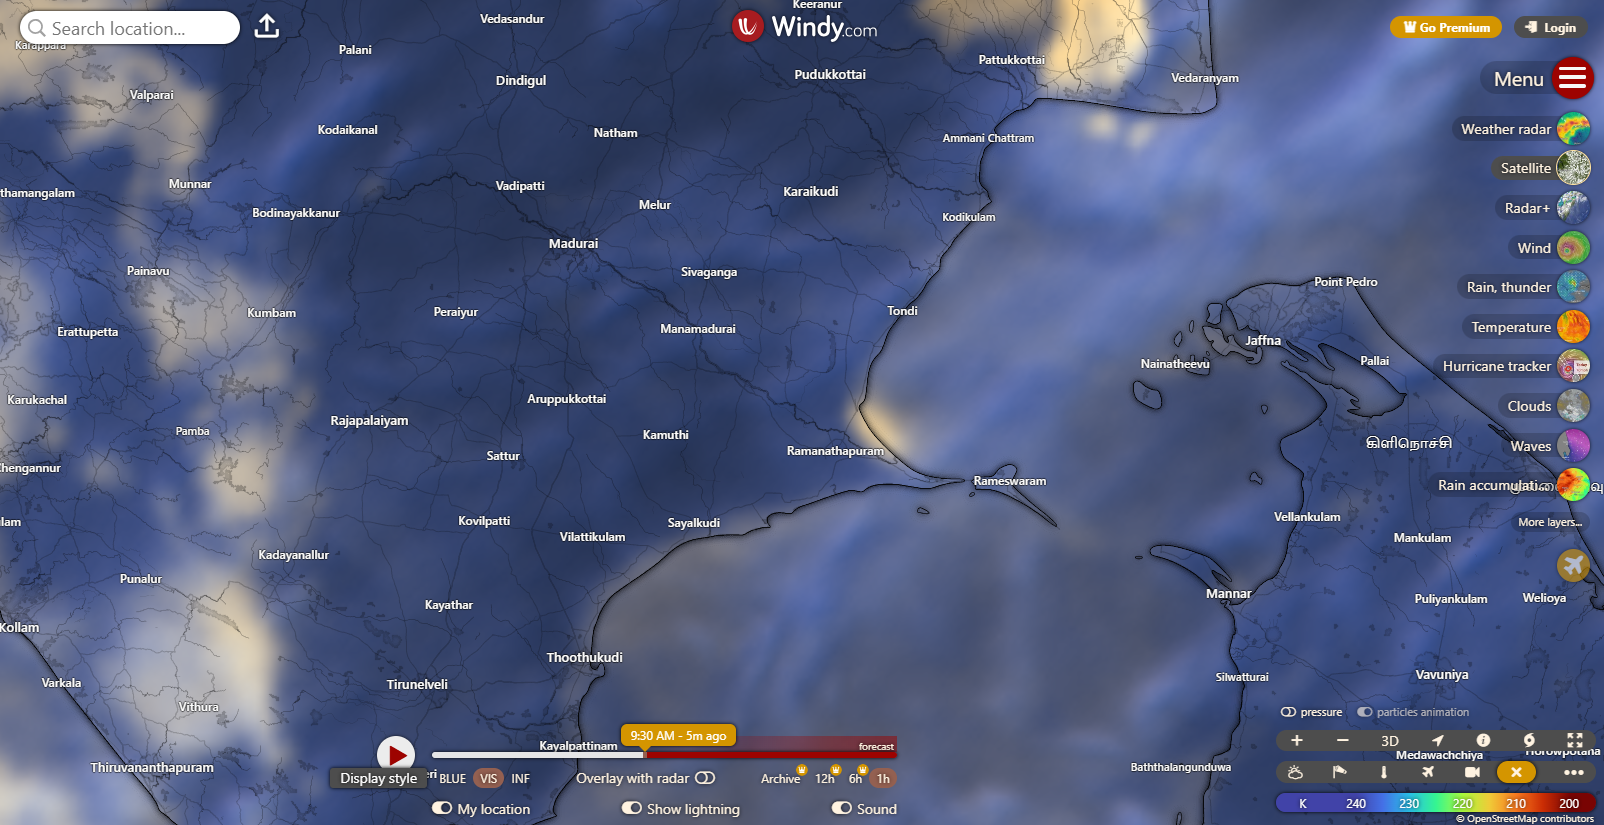 Keeranur
Search location...
Windy.com
Go Premium
Login
Vedasandur
Karappara
Palani
Pattukkottai
Dindigul
Pudukkottai
Vedaranyam
Menu
Valparai
Kodaikanal
Natham
Ammani Chattram
Weather radar
Satellite
Munnar
Vadipatti
Karaikudi
thamangalam
Bodinayakkanur
Melur
Kodikulam
Radar+
Madurai
Wind
Painavu
Sivaganga
Point Pedro
Rain, thunder
Kumbam
Peraiyur
Tondi
Erattupetta
Manamadurai
Temperature
Jaffna
Nainatheevu
Pallai
Hurricane tracker
Karukachal
Aruppukkottai
Clouds
Rajapalaiyam
Pamba
Kamuthi
கிளிநொச்சி
Waves
Sattur
Ramanathapuram
Chengannur
Rameswaram
Rain accumulati...
Kovilpatti
Sayalkudi
Vellankulam
More layers...
lam
Vilattikulam
Mankulam
Kadayanallur
Punalur
Mannar
Puliyankulam
Welioya
Kayathar
Kollam
Thoothukudi
Varkala
Tirunelveli
Silwatturai
Vavuniya
Vithura
pressure
particles animation
9:30 AM - 5m ago
Kayalpattinam
forecast
3D
Medawachchiya
Horowpotana
Thiruvananthapuram
Baththalangunduwa
Display style
eri
BLUE
VIS
INF
Overlay with radar
Archive
12h
6h
1h
My location
Show lightning
Sound
K 240 230 220 210 200
© OpenStreetMap contributors